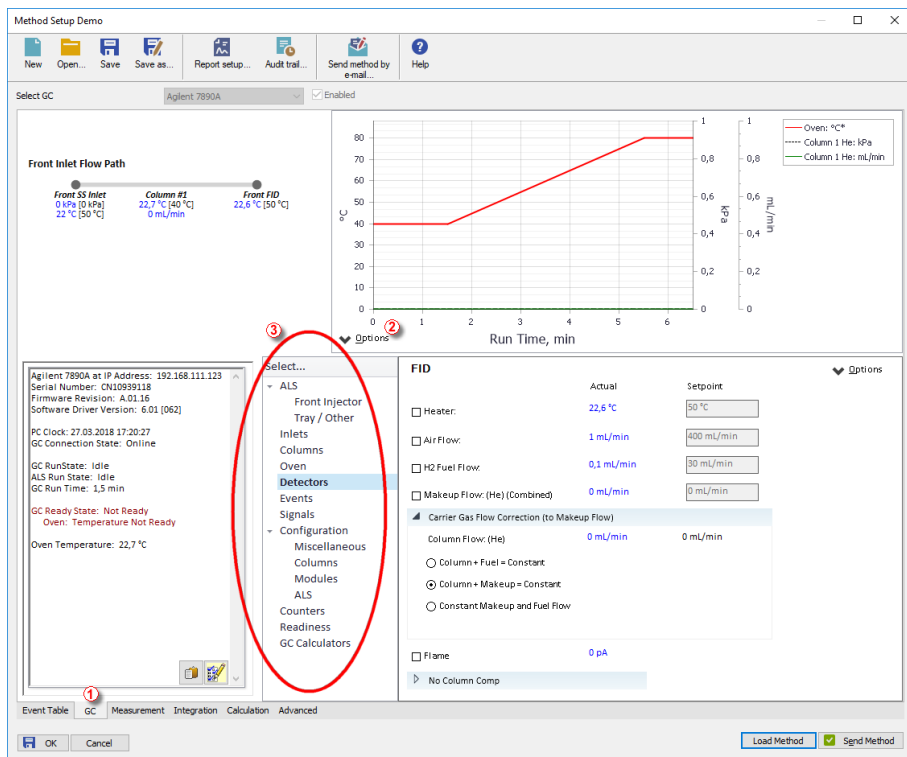 Method Setup Demo
New Open... Save Save as... Report setup... Audit trail... Send method by e-mail... Help
Select GC Agilent 7890A Enabled
Front Inlet Flow Path
Front SS Inlet Column #1 Front FID
0 kPa [0 kPa] 22,7 °C [40 °C] 22,6 °C [50 °C]
22 °C [50 °C] 0 mL/min
80
70
60
50
40
30
20
10
0
°C
0 1 2 3 4 5 6
Run Time, min
1
0,8
0,6
0,4
0,2
0
kPa
1
0,8
0,6
0,4
0,2
0
mL/min
Oven: °C*
Column 1 He: kPa
Column 1 He: mL/min
Options
2
3
Agilent 7890A at IP Address: 192.168.111.123
Serial Number: CN10939118
Firmware Revision: A.01.16
Software Driver Version: 6.01 [062]
PC Clock: 27.03.2018 17:20:27
GC Connection State: Online
GC RunState: Idle
ALS Run State: Idle
GC Run Time: 1,5 min
GC Ready State: Not Ready
Oven: Temperature Not Ready
Oven Temperature: 22,7 °C
Select...
ALS
Front Injector
Tray / Other
Inlets
Columns
Oven
Detectors
Events
Signals
Configuration
Miscellaneous
Columns
Modules
ALS
Counters
Readiness
GC Calculators
FID
Options
Actual Setpoint
Heater: 22,6 °C 50 °C
Air Flow: 1 mL/min 400 mL/min
H2 Fuel Flow: 0,1 mL/min 30 mL/min
Makeup Flow: (He) (Combined) 0 mL/min 0 mL/min
Carrier Gas Flow Correction (to Makeup Flow)
Column Flow: (He) 0 mL/min 0 mL/min
Column + Fuel = Constant
Column + Makeup = Constant
Constant Makeup and Fuel Flow
Flame 0 pA
No Column Comp
1
Event Table GC Measurement Integration Calculation Advanced
OK Cancel Load Method Send Method